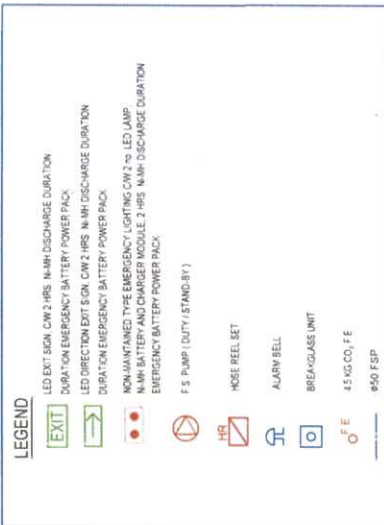 LEGEND
EXIT
LED EXIT SIGN. C/W 2 HRS. Ni-MH DISCHARGE DURATION
DURATION EMERGENCY BATTERY POWER PACK
LED DIRECTION EXIT SIGN. C/W 2 HRS. Ni-MH DISCHARGE DURATION
DURATION EMERGENCY BATTERY POWER PACK
NON-MAINTAINED TYPE EMERGENCY LIGHTING C/W 2 no. LED LAMP
Ni-MH BATTERY AND CHARGER MODULE. 2 HRS. Ni-MH DISCHARGE DURATION
EMERGENCY BATTERY POWER PACK
F.S. PUMP ( DUTY / STAND-BY )
HR
HOSE REEL SET
ALARM BELL
BREAKGLASS UNIT
F E
4.5 KG CO, F.E
ø50 FSP